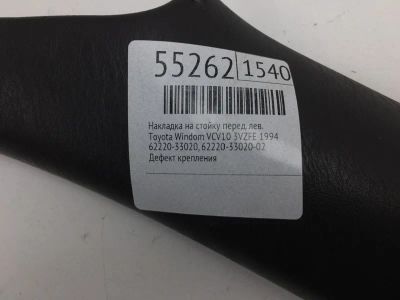 55262 1540
Накладка на стойку перед. лев.
Toyota Windom VCV10 3VZFE 1994
62220-33020, 62220-33020-02
Дефект крепления